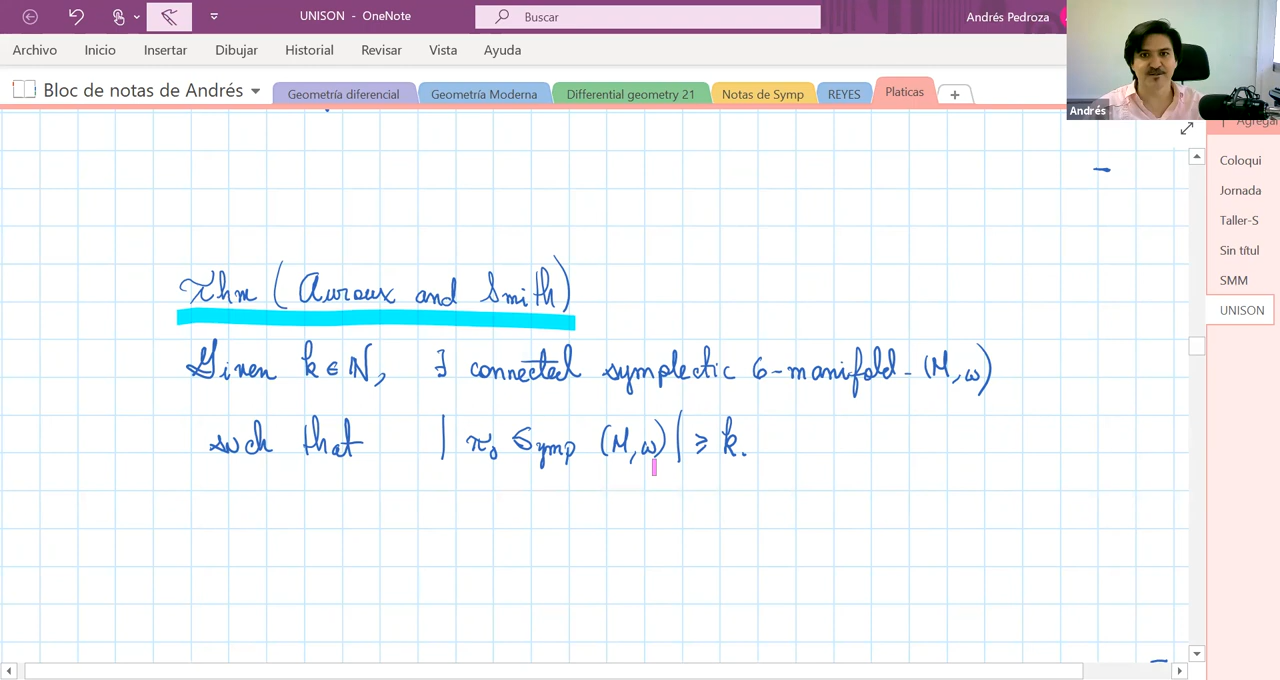 UNISON - OneNote
Buscar
Andrés Pedroza
Archivo Inicio Insertar Dibujar Historial Revisar Vista Ayuda
Bloc de notas de Andrés
Geometría diferencial
Geometría Moderna
Differential geometry 21
Notas de Symp
REYES
Platicas
Andrés
Agregar
Coloqui
Jornada
Taller-S
Sin títul
SMM
UNISON
Thm (Auroux and Smith)
Given k ∈ N, ∃ connected symplectic 6-manifold - (M, ω)
such that | π₀ Symp (M, ω) | ≥ k.